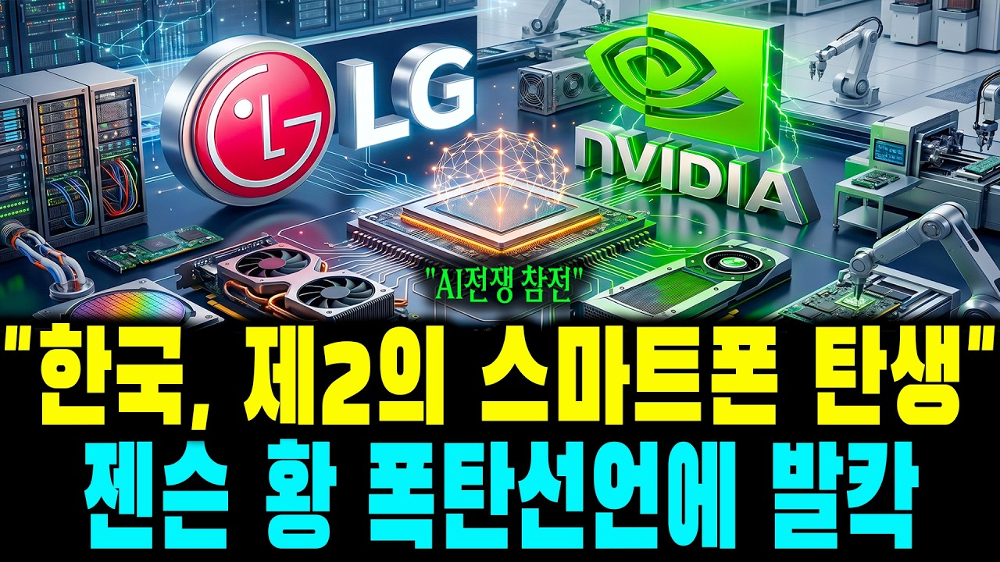 LG
NVIDIA
"AI전쟁 참전"
"한국, 제2의 스마트폰 탄생"
젠슨 황 폭탄선언에 발칵